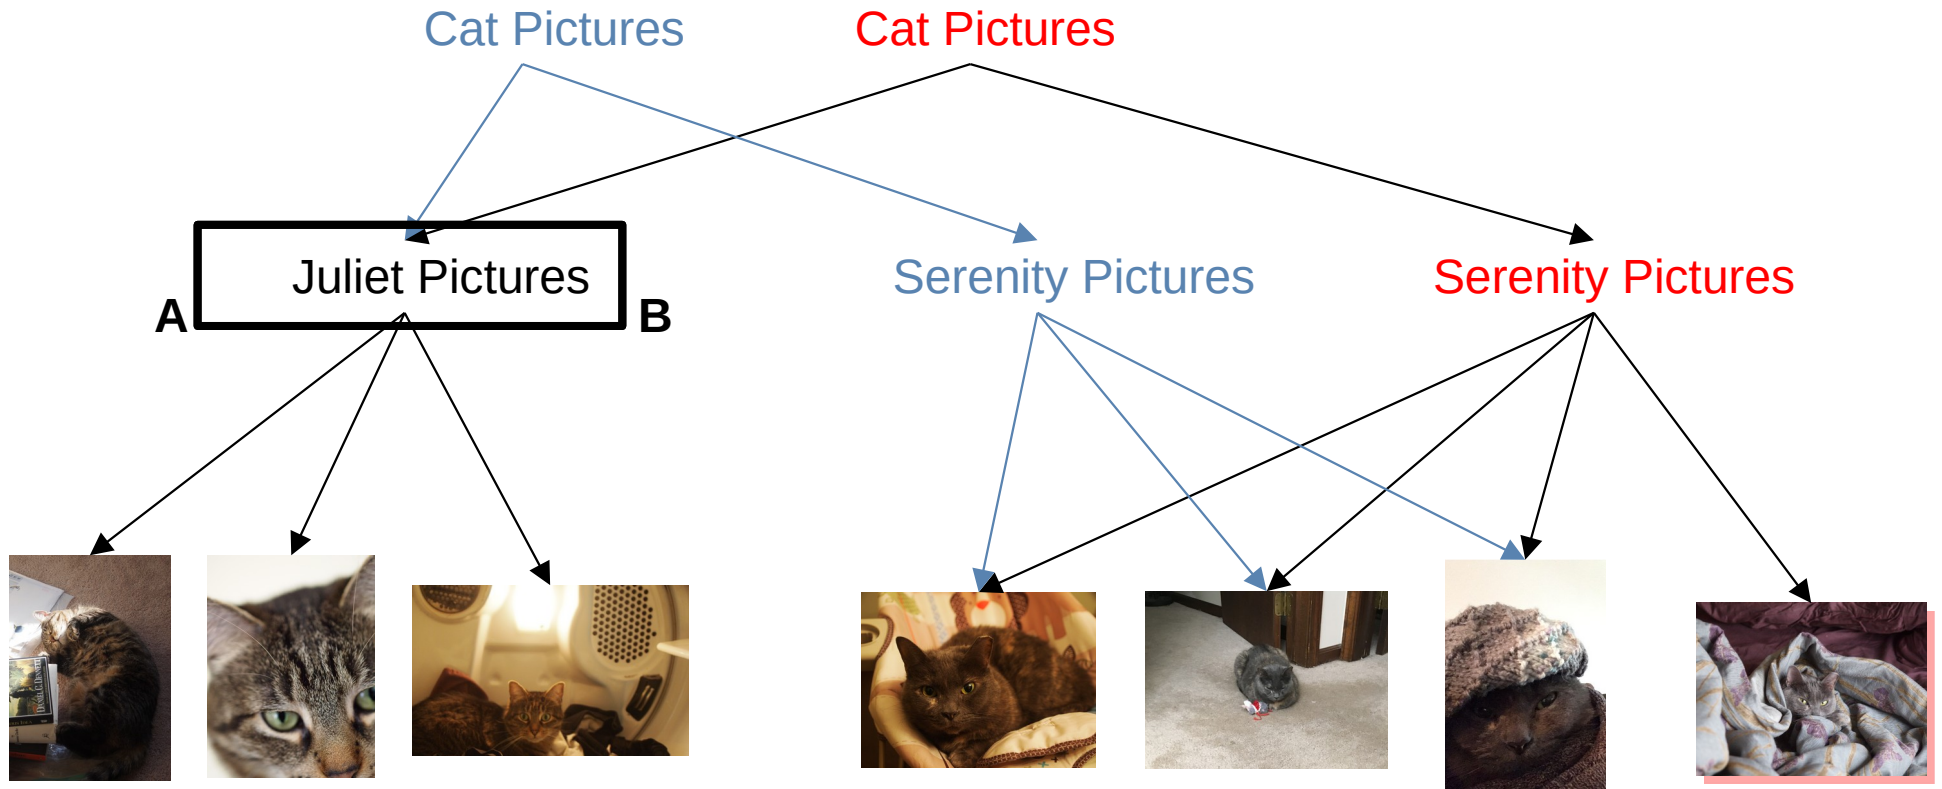 Cat Pictures
Cat Pictures
Juliet Pictures
Serenity Pictures
Serenity Pictures
A
B